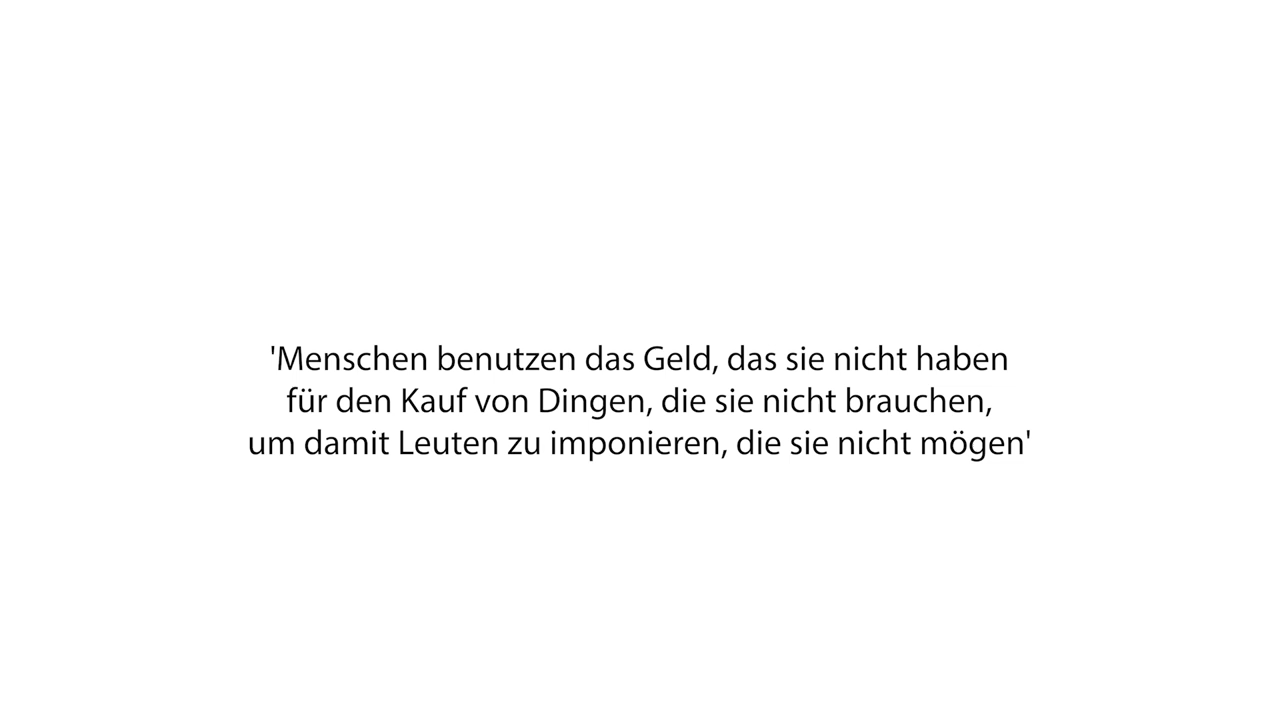 'Menschen benutzen das Geld, das sie nicht haben
für den Kauf von Dingen, die sie nicht brauchen,
um damit Leuten zu imponieren, die sie nicht mögen'